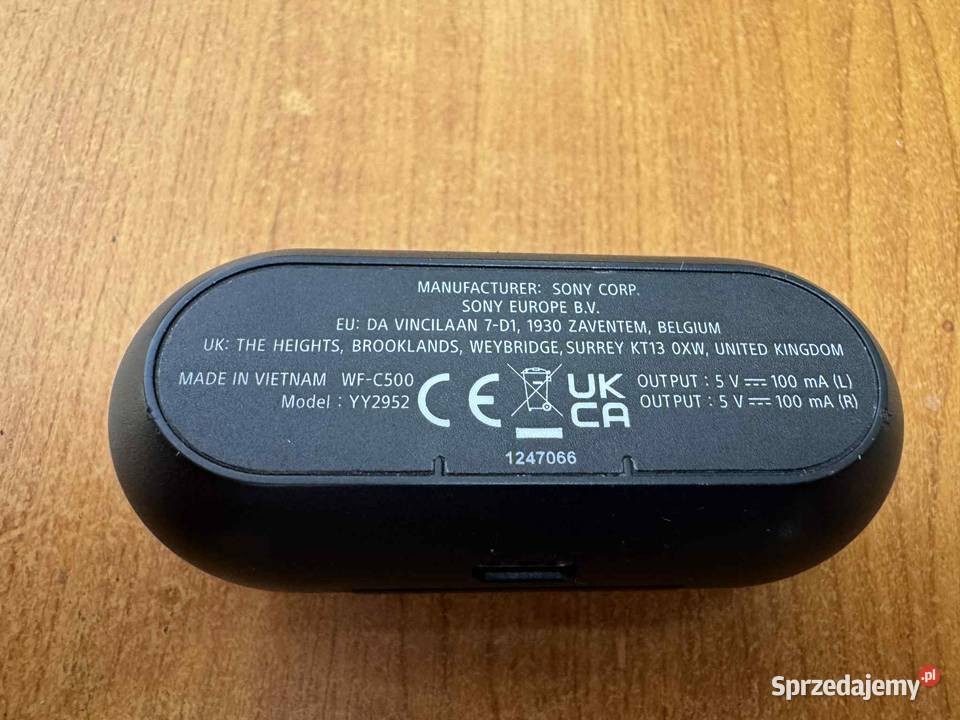 MANUFACTURER: SONY CORP.
SONY EUROPE B.V.
EU: DA VINCILAAN 7-D1, 1930 ZAVENTEM, BELGIUM
UK: THE HEIGHTS, BROOKLANDS, WEYBRIDGE, SURREY KT13 0XW, UNITED KINGDOM
MADE IN VIETNAM WF-C500
Model : YY2952
CE
UK
CA
OUTPUT : 5 V ⎓ 100 mA (L)
OUTPUT : 5 V ⎓ 100 mA (R)
1247066
Sprzedajemy.pl